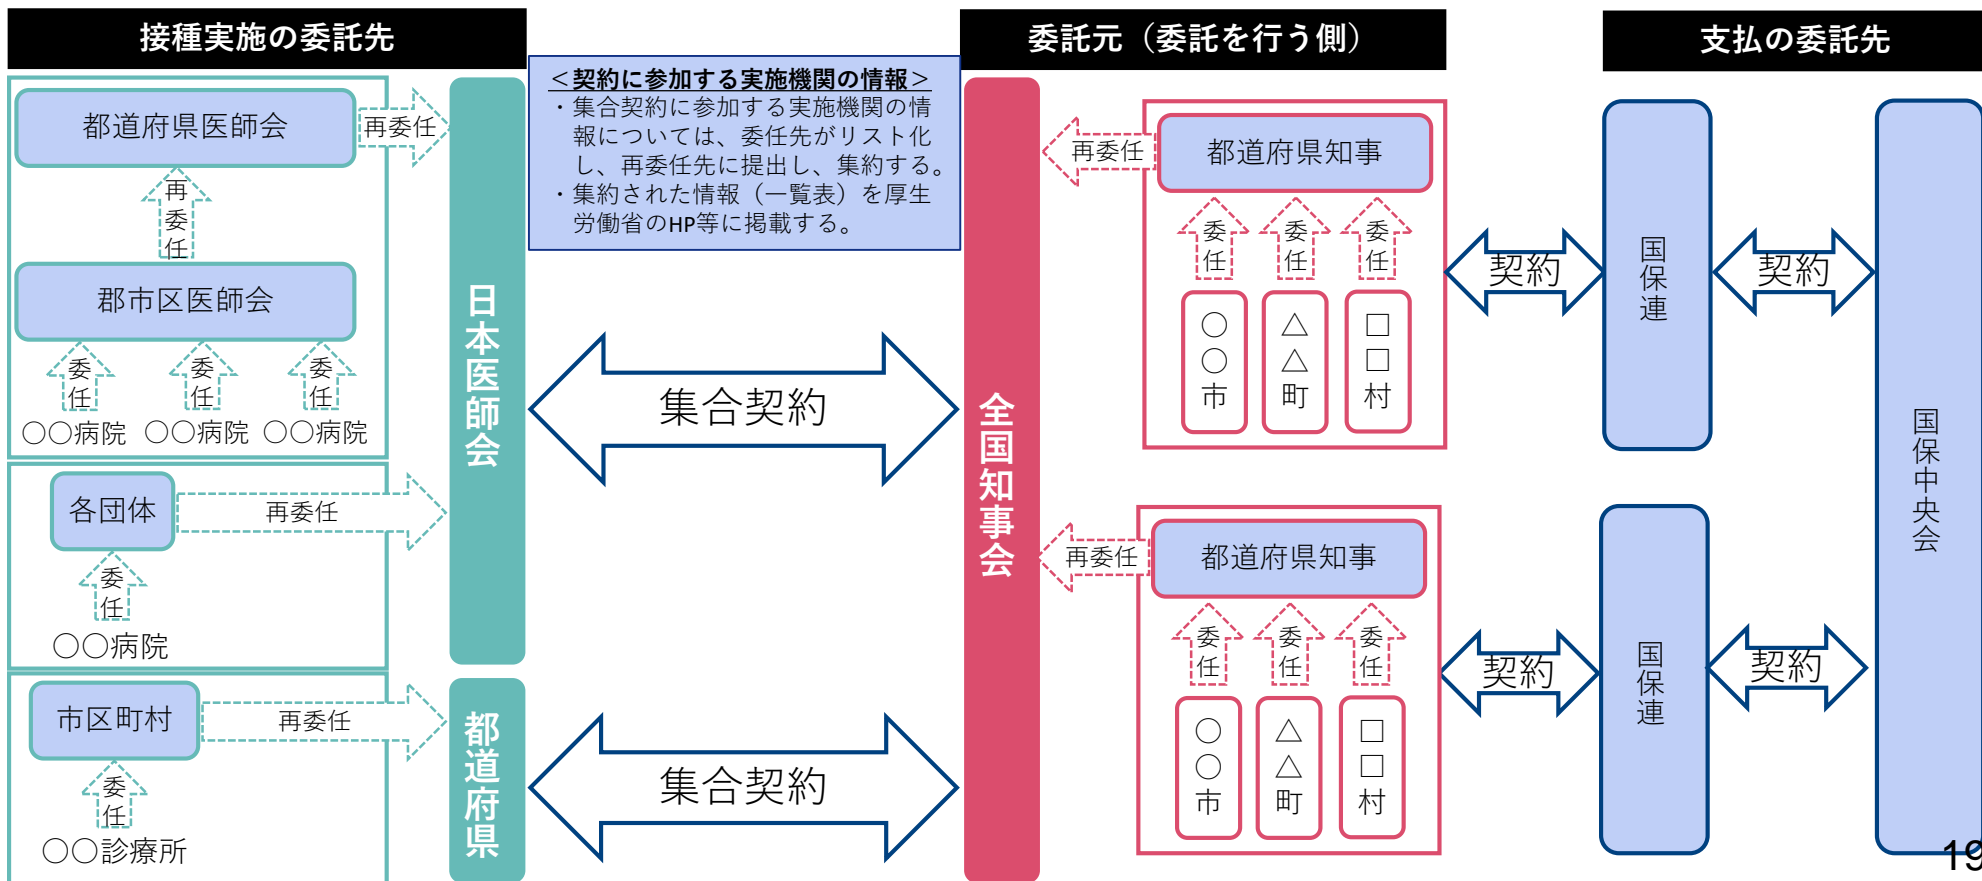 接種実施の委託先
都道府県医師会
再委任
再委任
郡市区医師会
委任
委任
委任
〇〇病院
〇〇病院
〇〇病院
各団体
再委任
委任
〇〇病院
市区町村
再委任
委任
〇〇診療所
日本医師会
都道府県
＜契約に参加する実施機関の情報＞
・集合契約に参加する実施機関の情
報については、委任先がリスト化
し、再委任先に提出し、集約する。
・集約された情報（一覧表）を厚生
労働省のHP等に掲載する。
集合契約
集合契約
委託元（委託を行う側）
全国知事会
再委任
都道府県知事
委任
委任
委任
〇〇市
△△町
□□村
再委任
都道府県知事
委任
委任
委任
〇〇市
△△町
□□村
契約
契約
支払の委託先
国保連
国保連
契約
契約
国保中央会
19